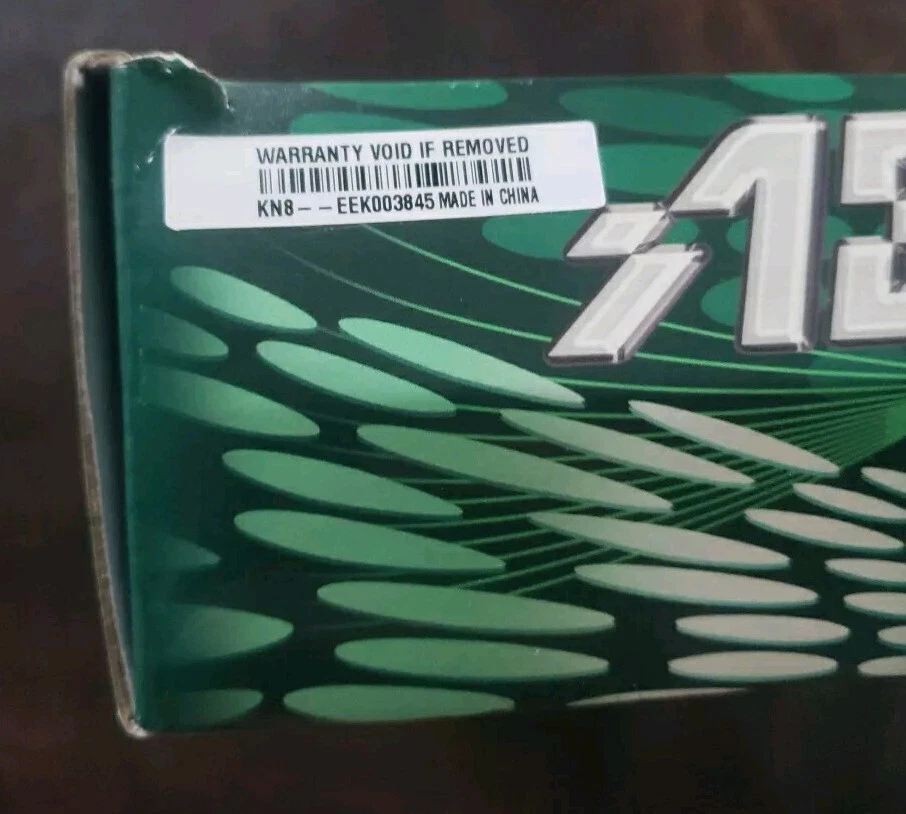 WARRANTY VOID IF REMOVED
KN8-- EEK003845 MADE IN CHINA